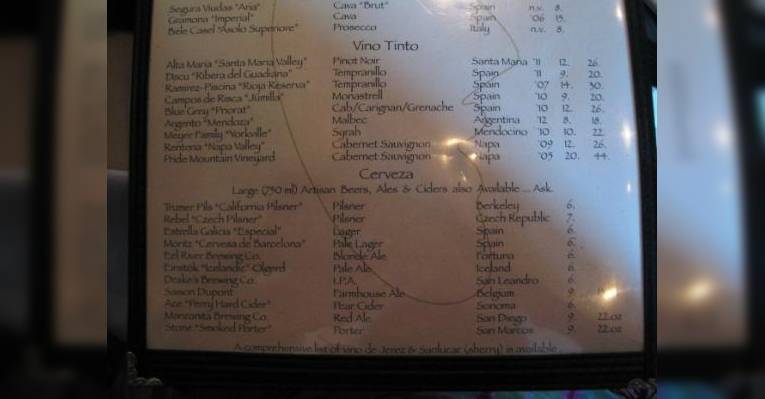 Segura Viudas "Aria" Cava "Brut" Spain n.v. 8.
Gramona "Imperial" Cava Spain '06 15.
Bele Casel "Asolo Superiore" Prosecco Italy n.v. 8.
Vino Tinto
Alta Maria "Santa Maria Valley" Pinot Noir Santa Maria '11 12. 26.
Dscu "Ribera del Guadiana" Tempranillo Spain '11 9. 20.
Ramirez-Piscina "Rioja Reserva" Tempranillo Spain '07 14. 30.
Campos de Risca "Jumilla" Monastrell Spain '10 9. 20.
Blue Grey "Priorat" Cab/Carignan/Grenache Spain '10 12. 26.
Argento "Mendoza" Malbec Argentina '12 8. 18.
Meyer Family "Yorkville" Syrah Mendocino '10 10. 22.
Rentona "Napa Valley" Cabernet Sauvignon Napa '09 12. 26.
Pride Mountain Vineyard Cabernet Sauvignon Napa '05 20. 44.
Cerveza
Large (750 ml) Artisan Beers, Ales & Ciders also Available ... Ask.
Trumer Pils "California Pilsner" Pilsner Berkeley 6.
Rebel "Czech Pilsner" Pilsner Czech Republic 7.
Estrella Galicia "Especial" Lager Spain 6.
Moritz "Cervesa de Barcelona" Pale Lager Spain 6.
Eel River Brewing Co. Blonde Ale Fortuna 6.
Einstök "Icelandic" Olgerd Pale Ale Iceland 6.
Drake's Brewing Co. I.P.A. San Leandro 6.
Saison Dupont Farmhouse Ale Belgium 9.
Ace "Perry Hard Cider" Pear Cider Sonoma 6.
Manzanita Brewing Co. Red Ale San Diego 9. 22.oz
Stone "Smoked Porter" Porter San Marcos 9. 22.oz
A comprehensive list of vino de Jerez & Sanlucar (sherry) is available